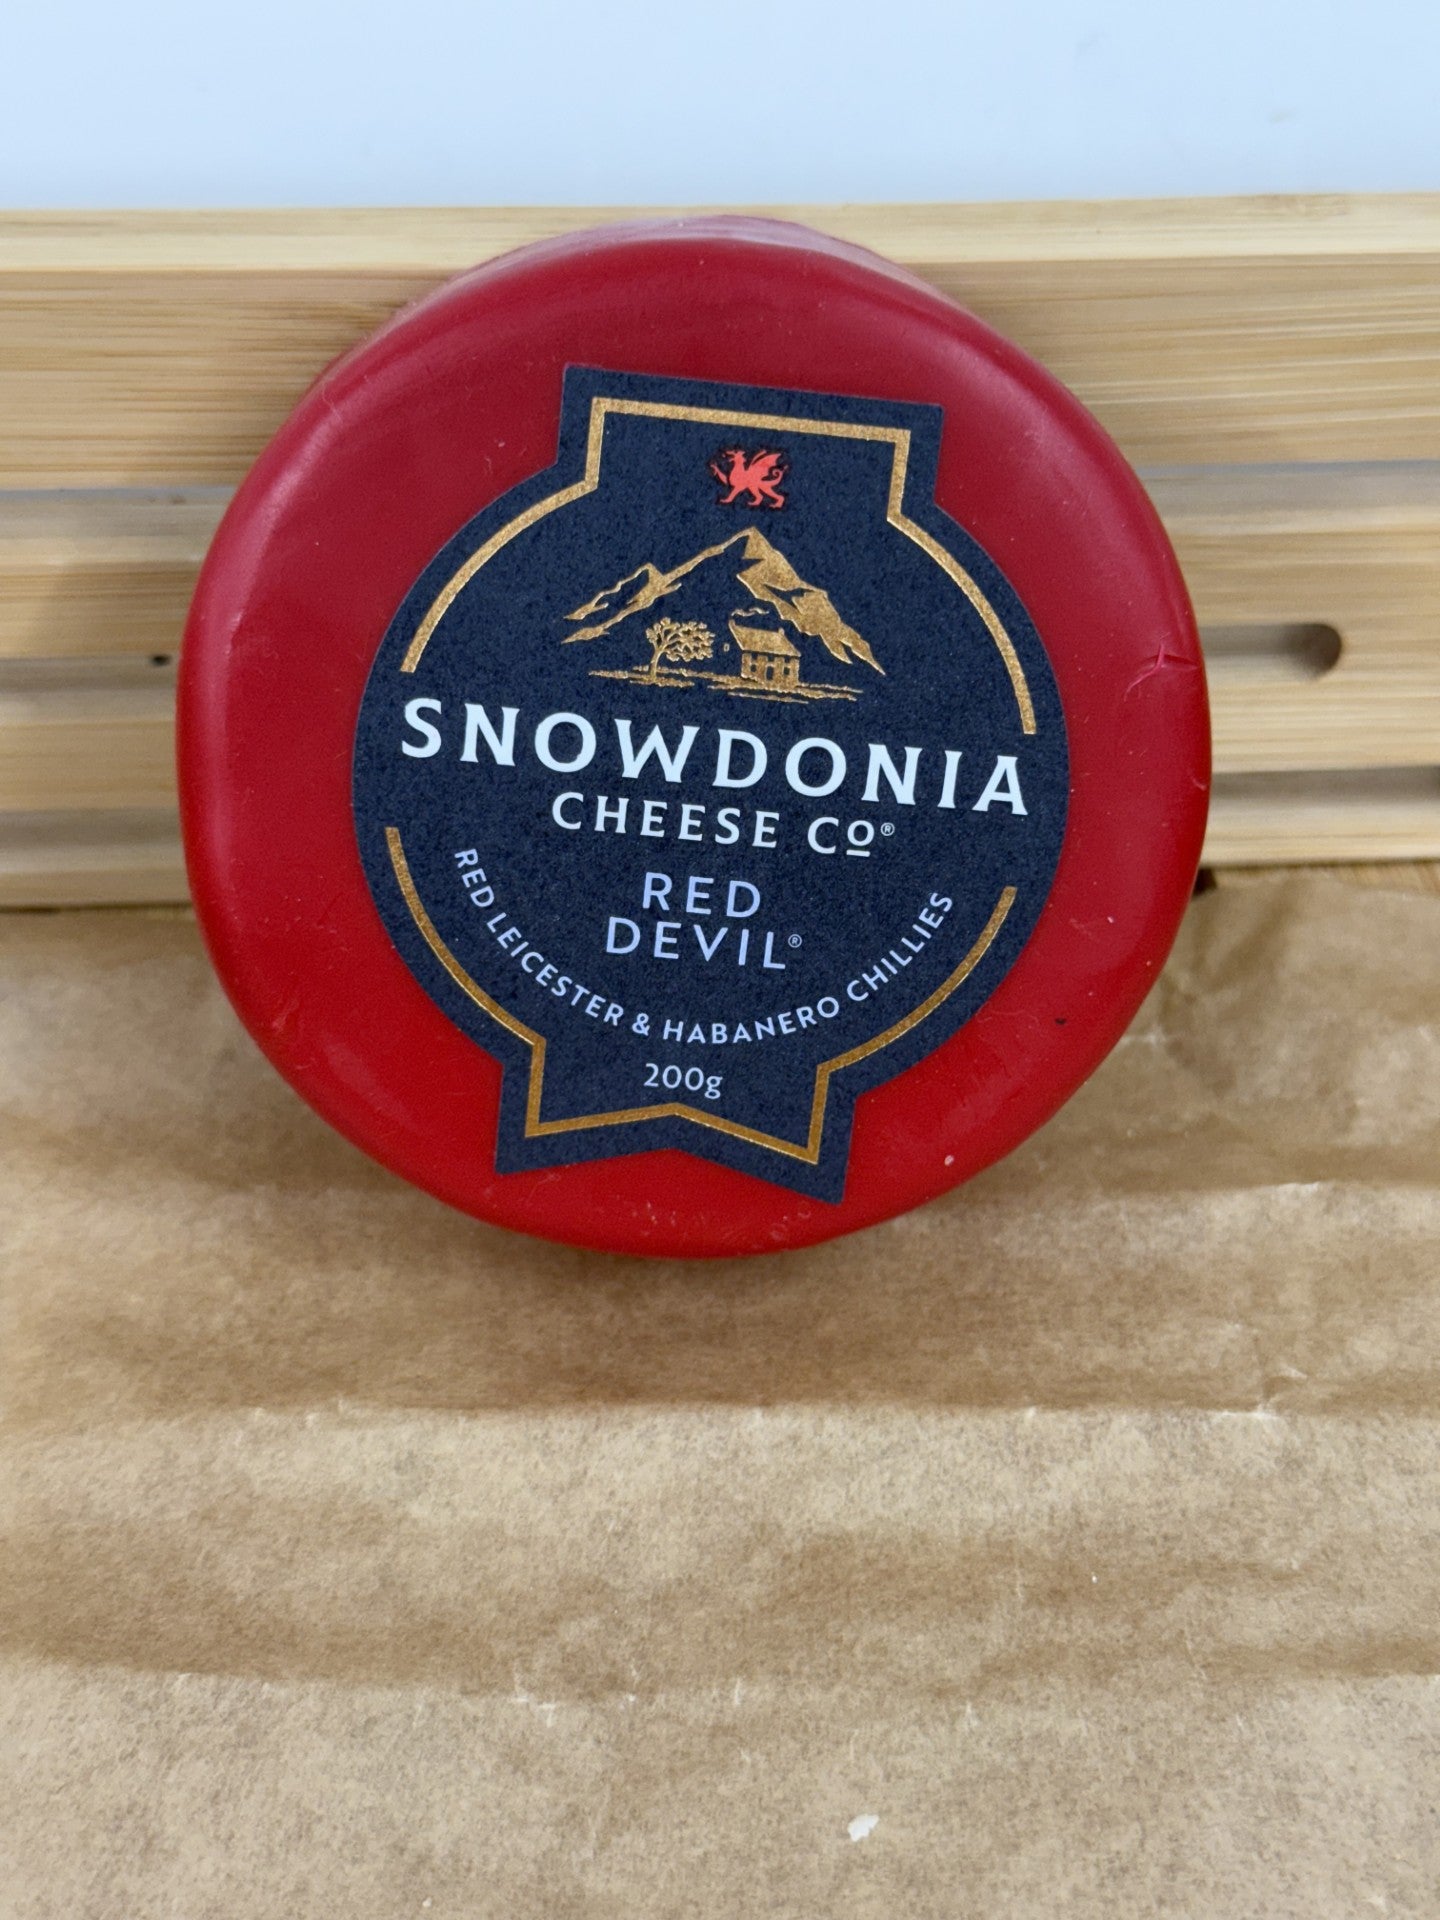 SNOWDONIA
CHEESE Co®
RED
DEVIL®
RED LEICESTER & HABANERO CHILLIES
200g